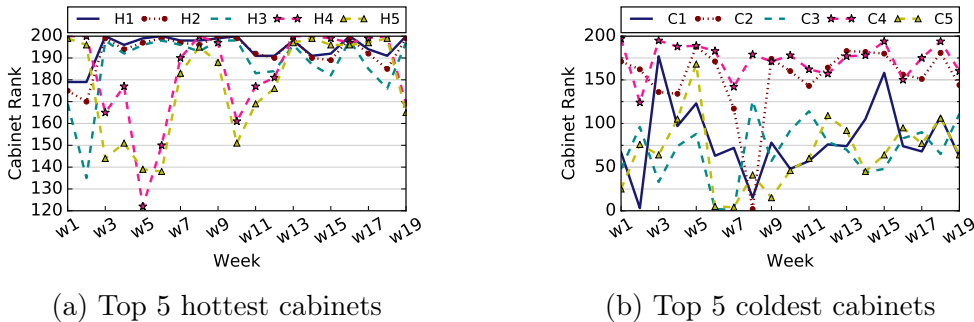 H1 H2 H3 H4 H5
200
190
180
170
160
150
140
130
120
Cabinet Rank
w1 w3 w5 w7 w9 w11 w13 w15 w17 w19
Week
(a) Top 5 hottest cabinets
C1 C2 C3 C4 C5
200
150
100
50
0
Cabinet Rank
w1 w3 w5 w7 w9 w11 w13 w15 w17 w19
Week
(b) Top 5 coldest cabinets